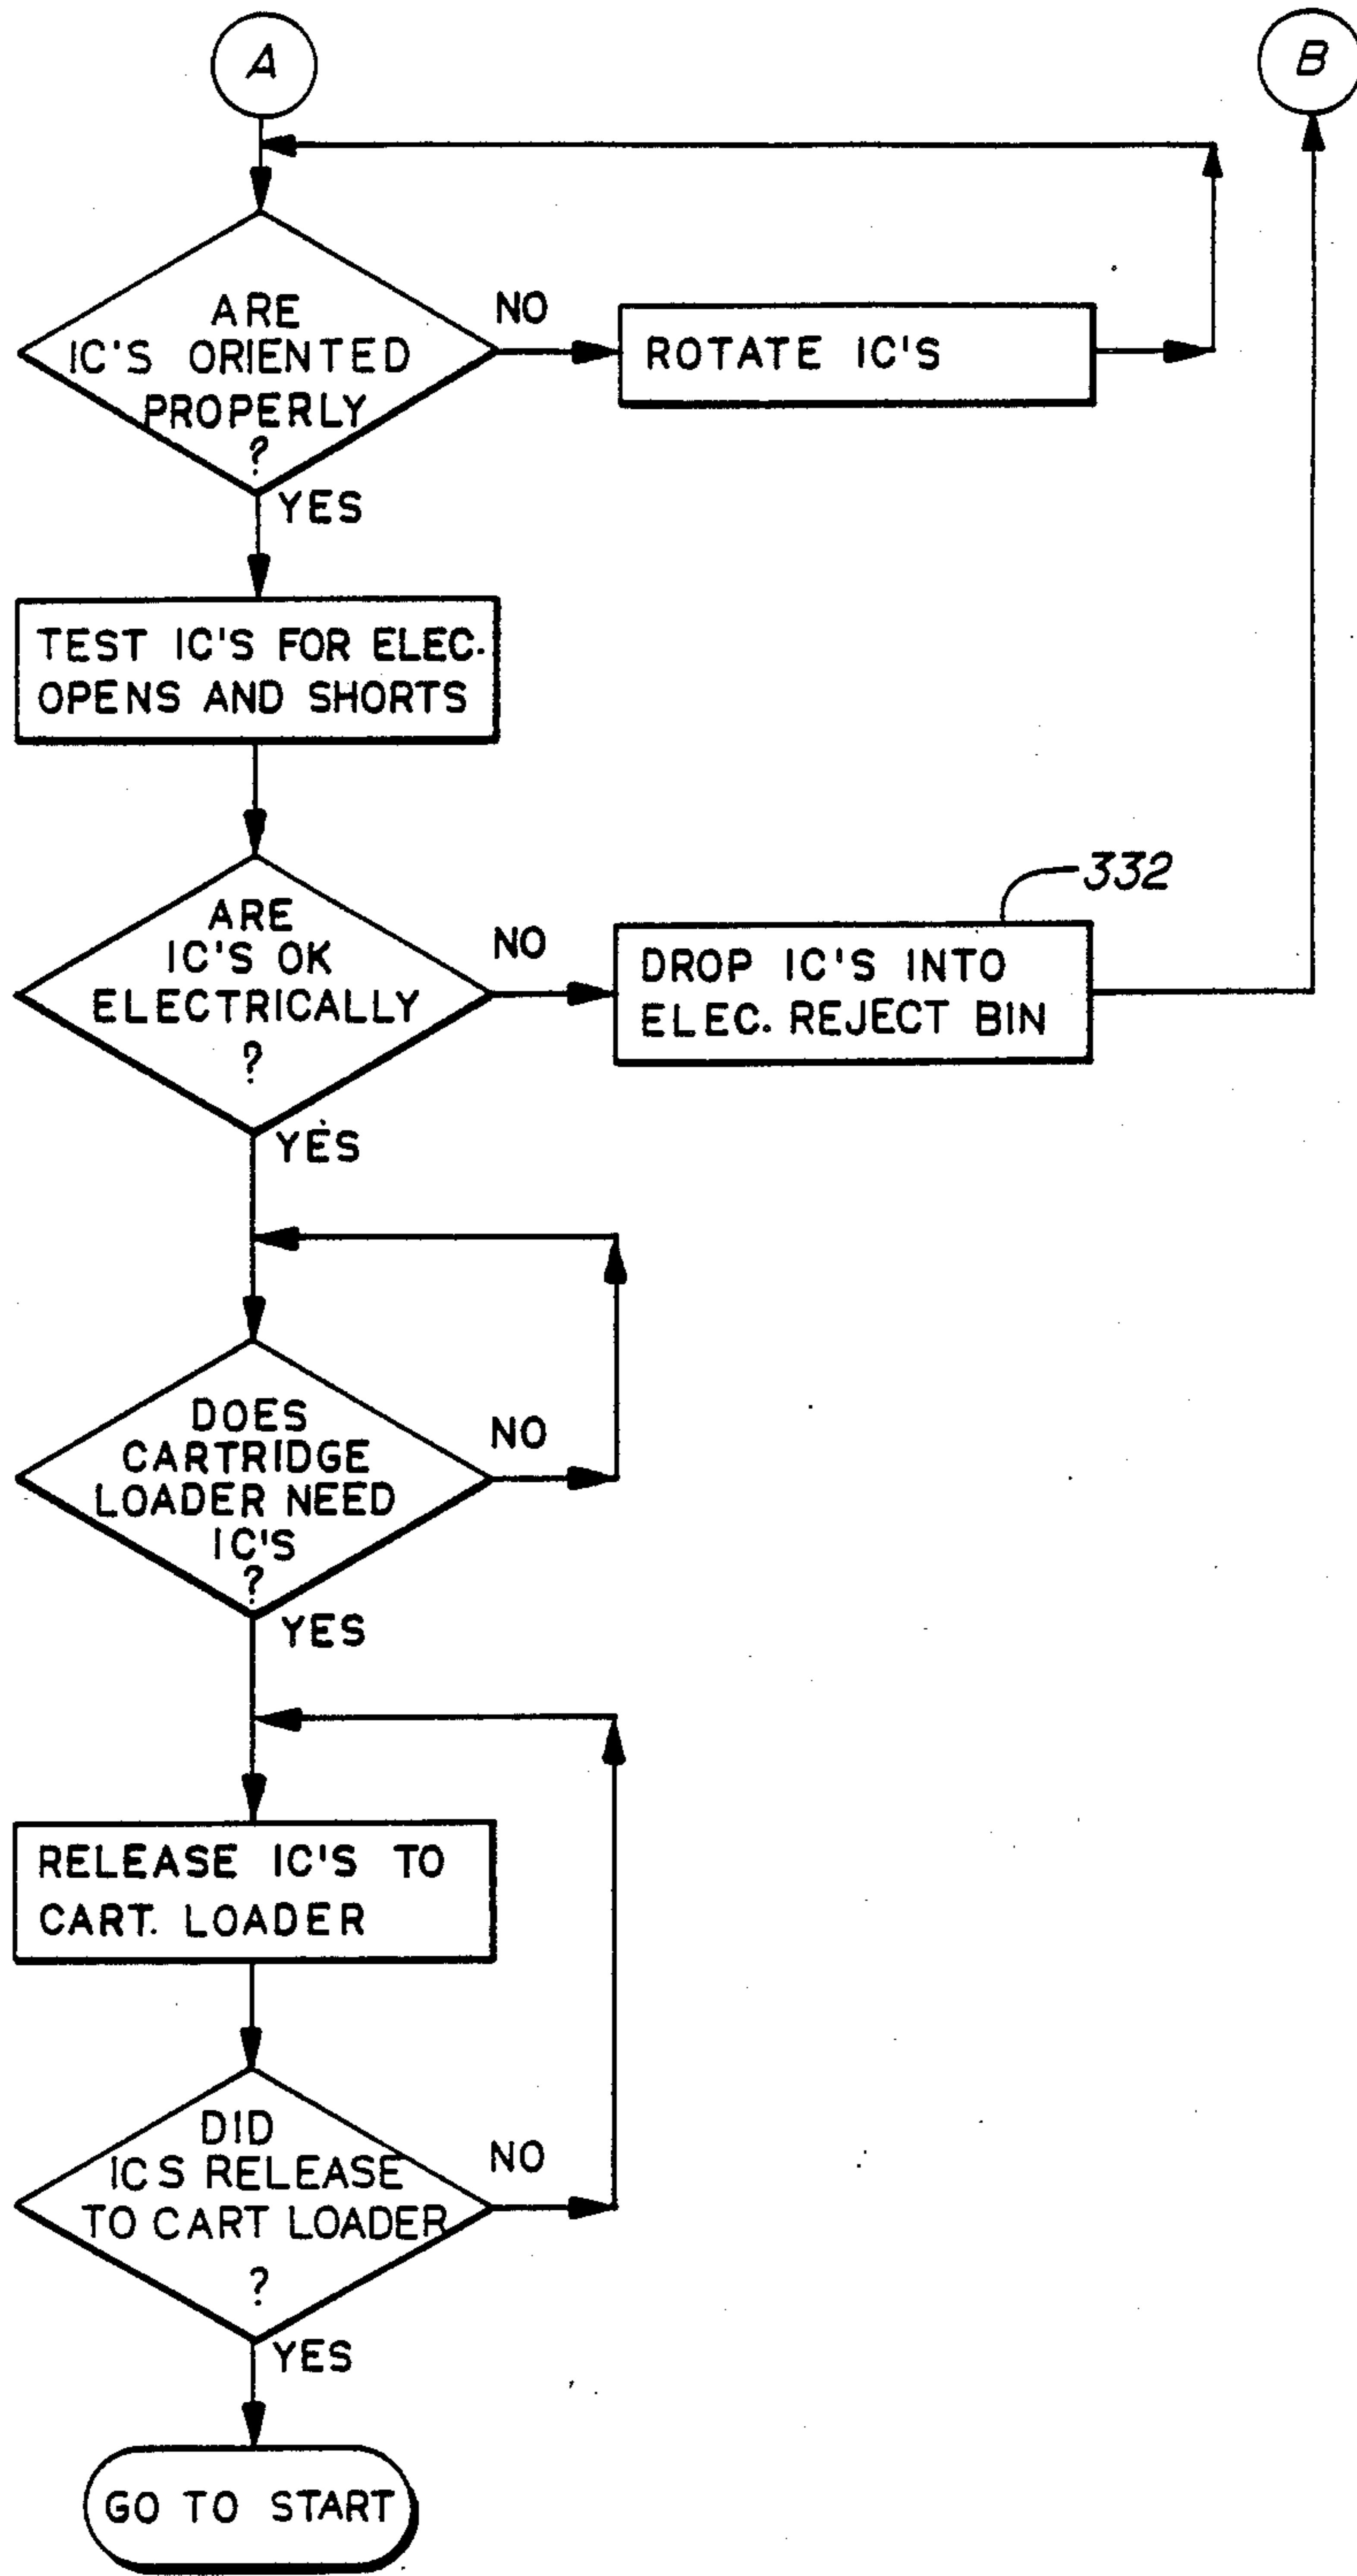 A
B
ARE
IC'S ORIENTED
PROPERLY
?
NO
ROTATE IC'S
YES
TEST IC'S FOR ELEC.
OPENS AND SHORTS
332
ARE
IC'S OK
ELECTRICALLY
?
NO
DROP IC'S INTO
ELEC. REJECT BIN
YES
DOES
CARTRIDGE
LOADER NEED
IC'S
?
NO
YES
RELEASE IC'S TO
CART. LOADER
DID
ICS RELEASE
TO CART LOADER
?
NO
YES
GO TO START